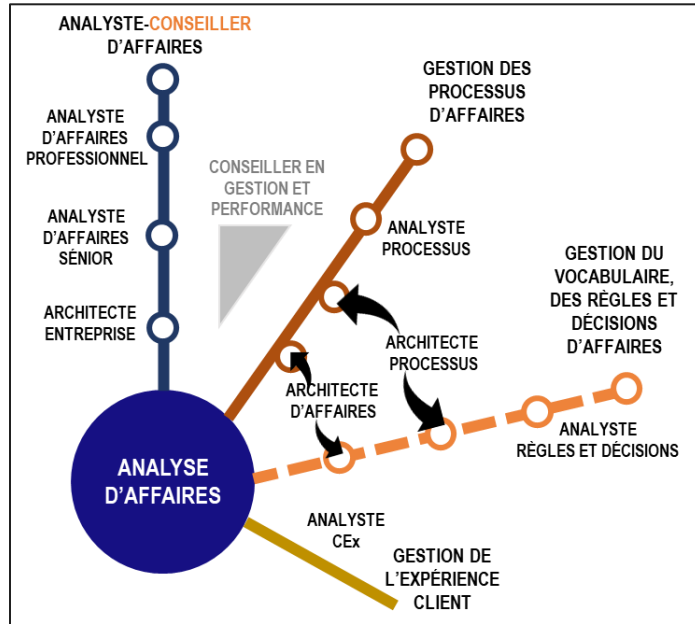 ANALYSTE-CONSEILLER
D'AFFAIRES
ANALYSTE
D'AFFAIRES
PROFESSIONNEL
ANALYSTE
D'AFFAIRES
SÉNIOR
ARCHITECTE
ENTREPRISE
CONSEILLER EN
GESTION ET
PERFORMANCE
GESTION DES
PROCESSUS
D'AFFAIRES
ANALYSTE
PROCESSUS
GESTION DU
VOCABULAIRE,
DES RÈGLES ET
DÉCISIONS
D'AFFAIRES
ARCHITECTE
PROCESSUS
ARCHITECTE
D'AFFAIRES
ANALYSTE
RÈGLES ET DÉCISIONS
ANALYSE
D'AFFAIRES
ANALYSTE
CEx
GESTION DE
L'EXPÉRIENCE
CLIENT